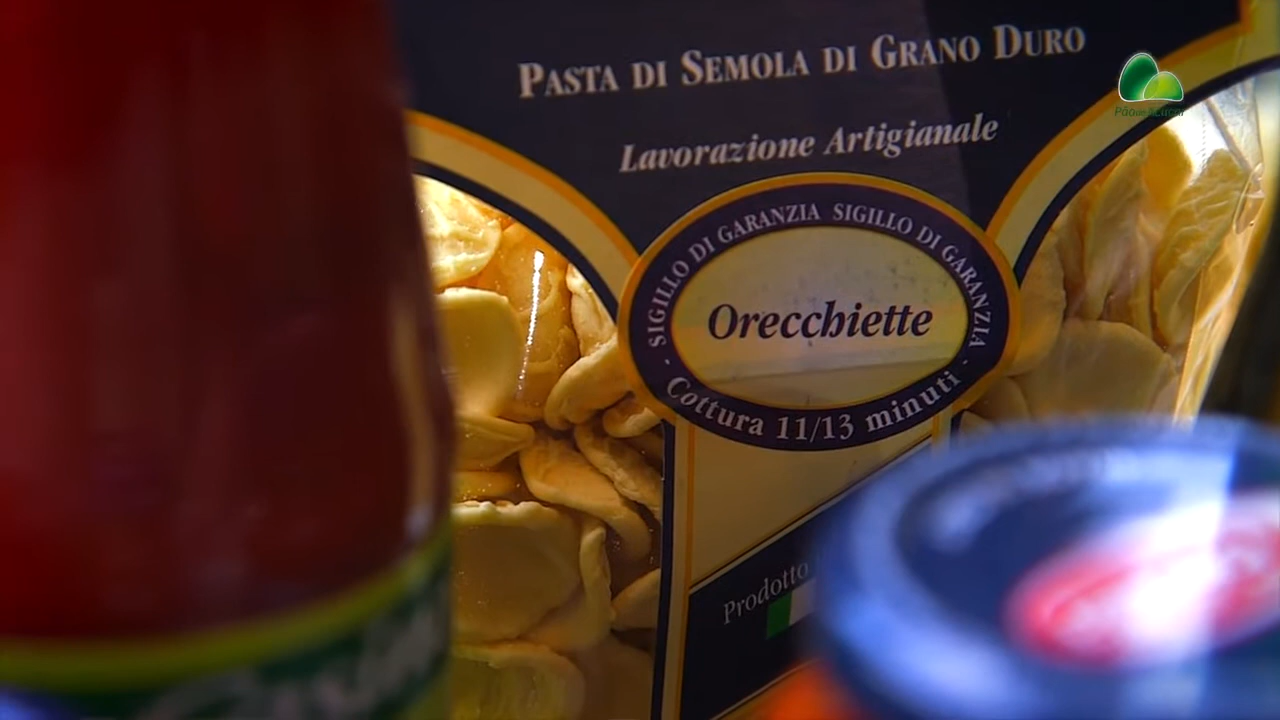 PASTA DI SEMOLA DI GRANO DURO
Lavorazione Artigianale
SIGILLO DI GARANZIA SIGILLO DI GARANZIA
Orecchiette
- Cottura 11/13 minuti -
Prodotto